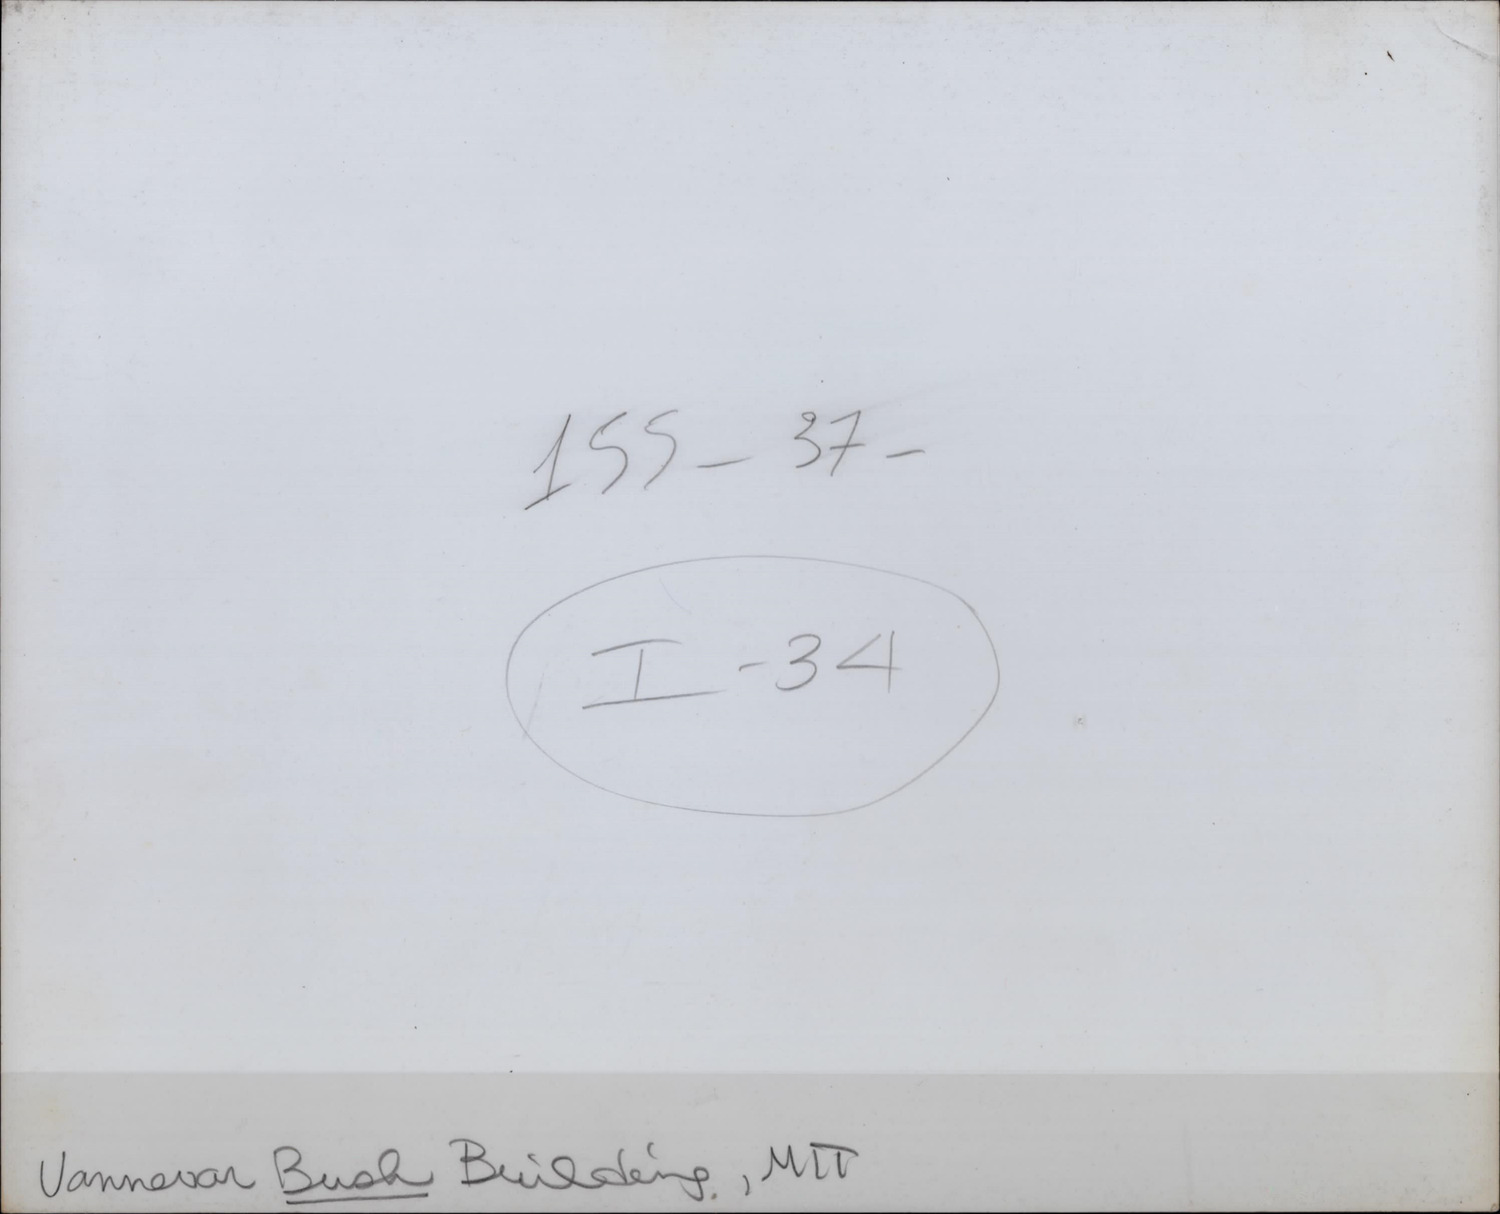 155- 37-
I-34
Vannevar Bush Building, MIT